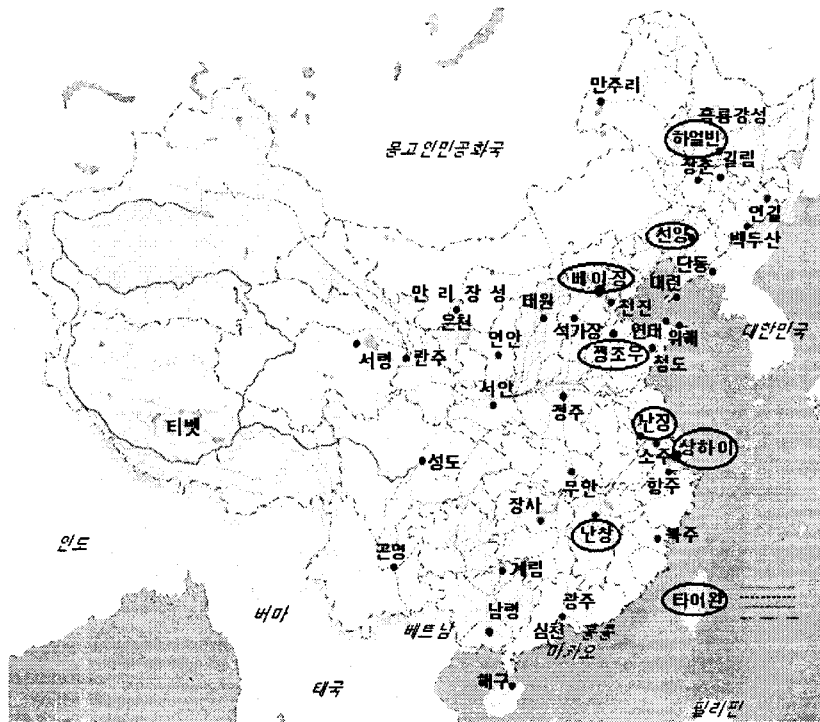 만주리
흑룡강성
하얼빈
몽고인민공화국
장춘
길림
연길
선양
백두산
단동
베이징
대련
만리장성
태원
천진
은천
석가장
연태
위해
대한민국
연안
서령
란주
쩡조우
청도
서안
정주
난징
티벳
소주
상하이
성도
항주
무한
장사
난창
복주
인도
곤명
계림
타이완
버마
남령
광주
베트남
심천
홍콩
마카오
태국
해구
필리핀